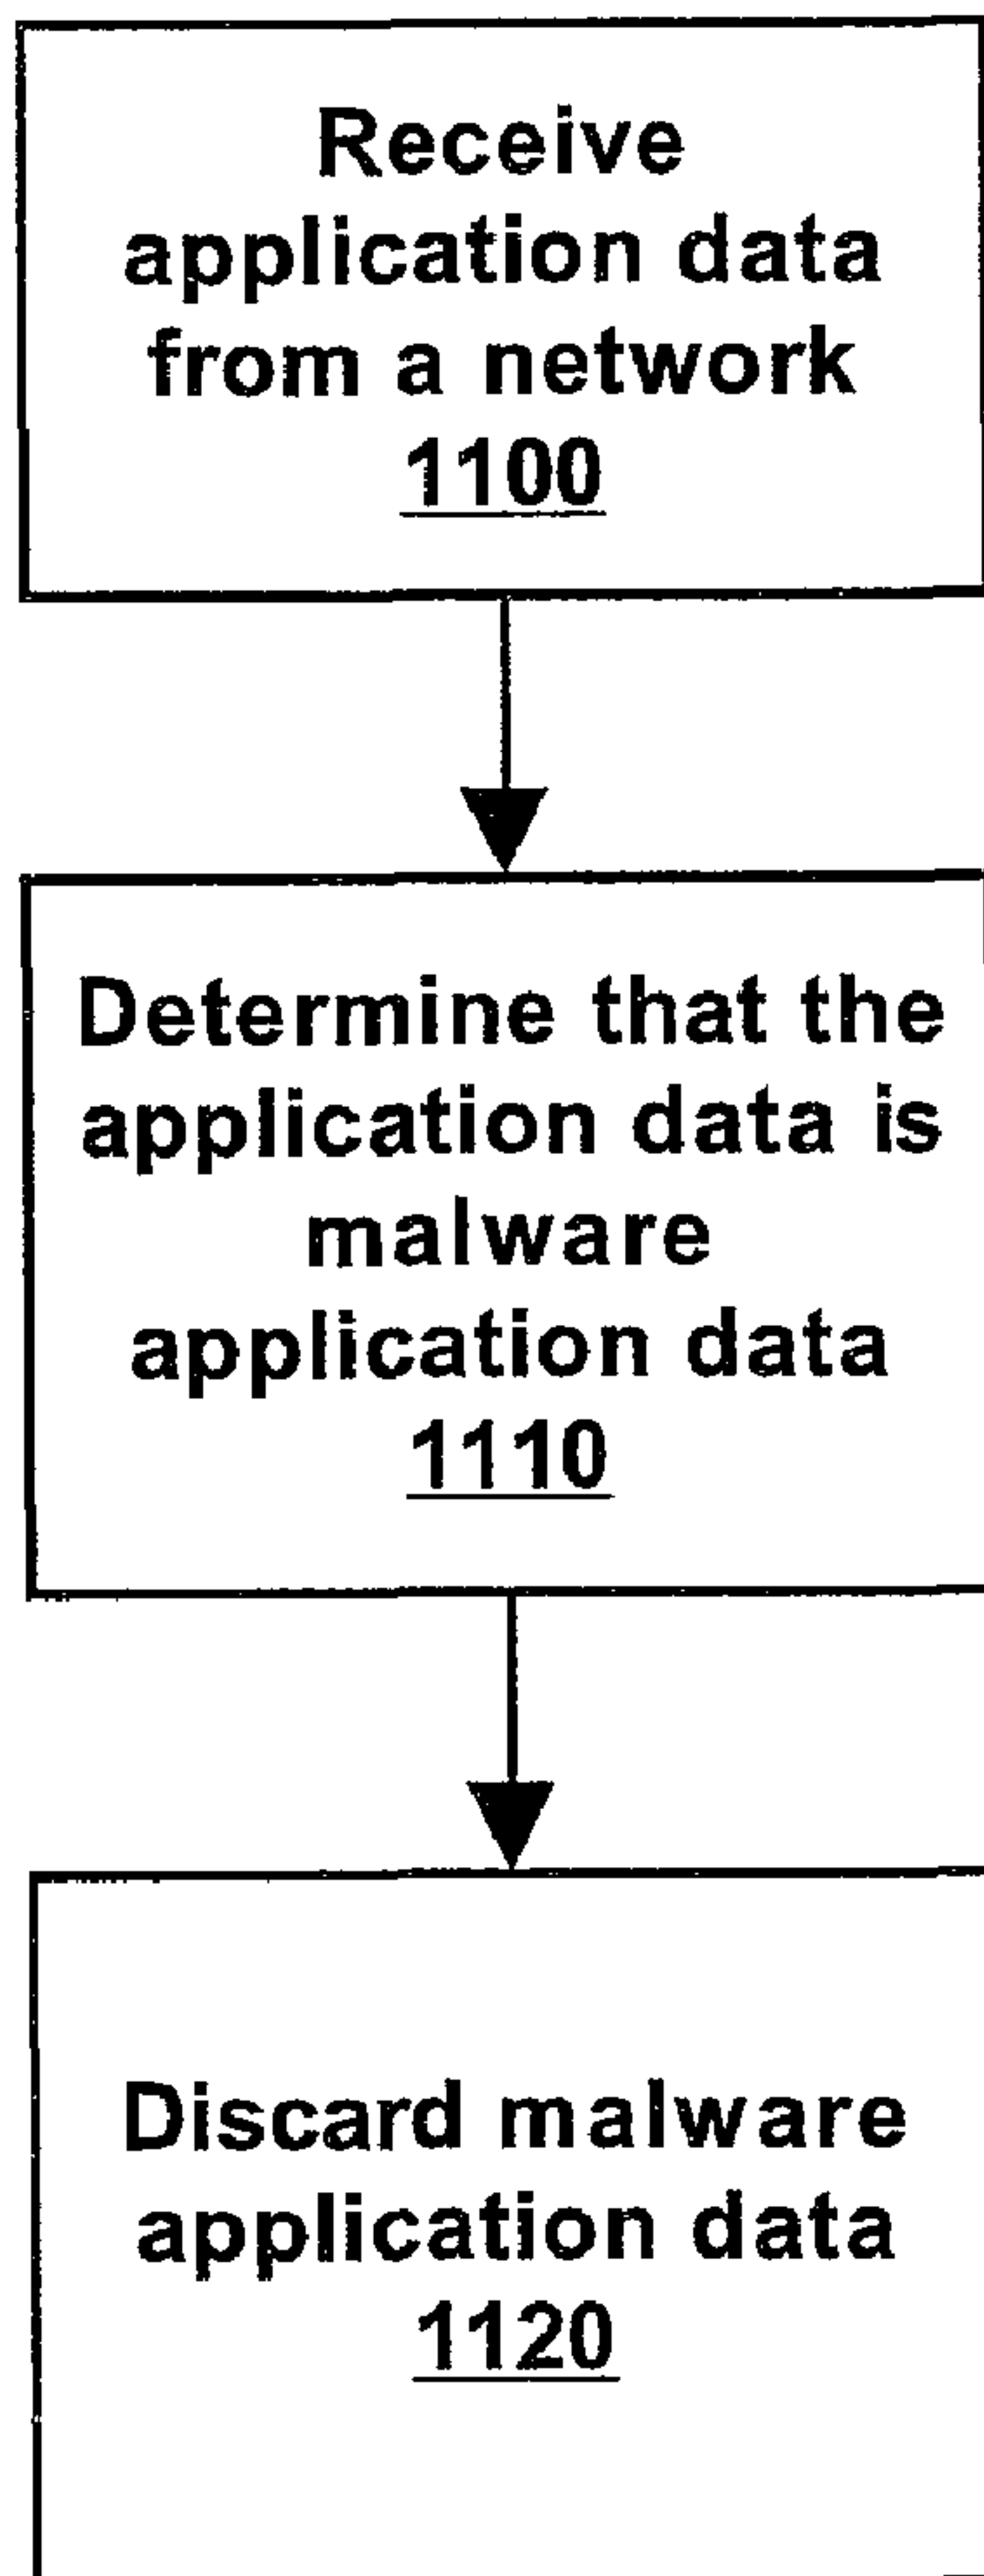 Receive
application data
from a network
1100
Determine that the
application data is
malware
application data
1110
Discard malware
application data
1120